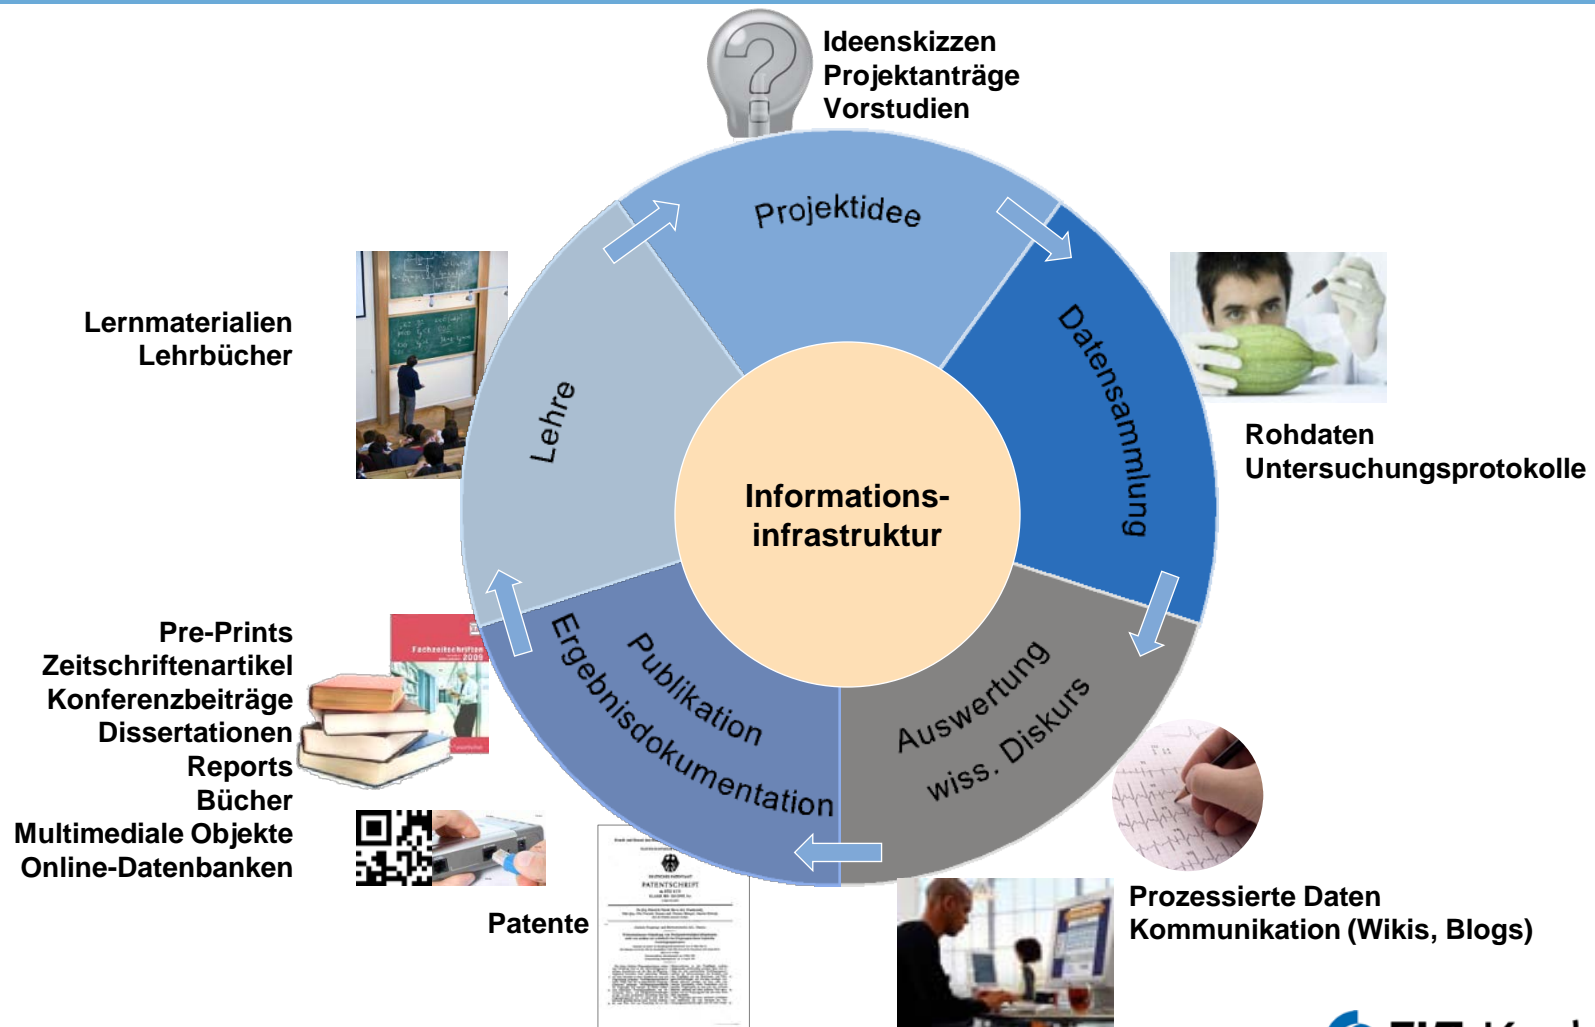 Ideenskizzen
Projektanträge
Vorstudien
Projektidee
Datensammlung
Rohdaten
Untersuchungsprotokolle
Lernmaterialien
Lehrbücher
Lehre
Informations-
infrastruktur
Auswertung
wiss. Diskurs
Prozessierte Daten
Kommunikation (Wikis, Blogs)
Publikation
Ergebnisdokumentation
Pre-Prints
Zeitschriftenartikel
Konferenzbeiträge
Dissertationen
Reports
Bücher
Multimediale Objekte
Online-Datenbanken
Fachzeitschriften
2009
Patente
PATENTSCHRIFT